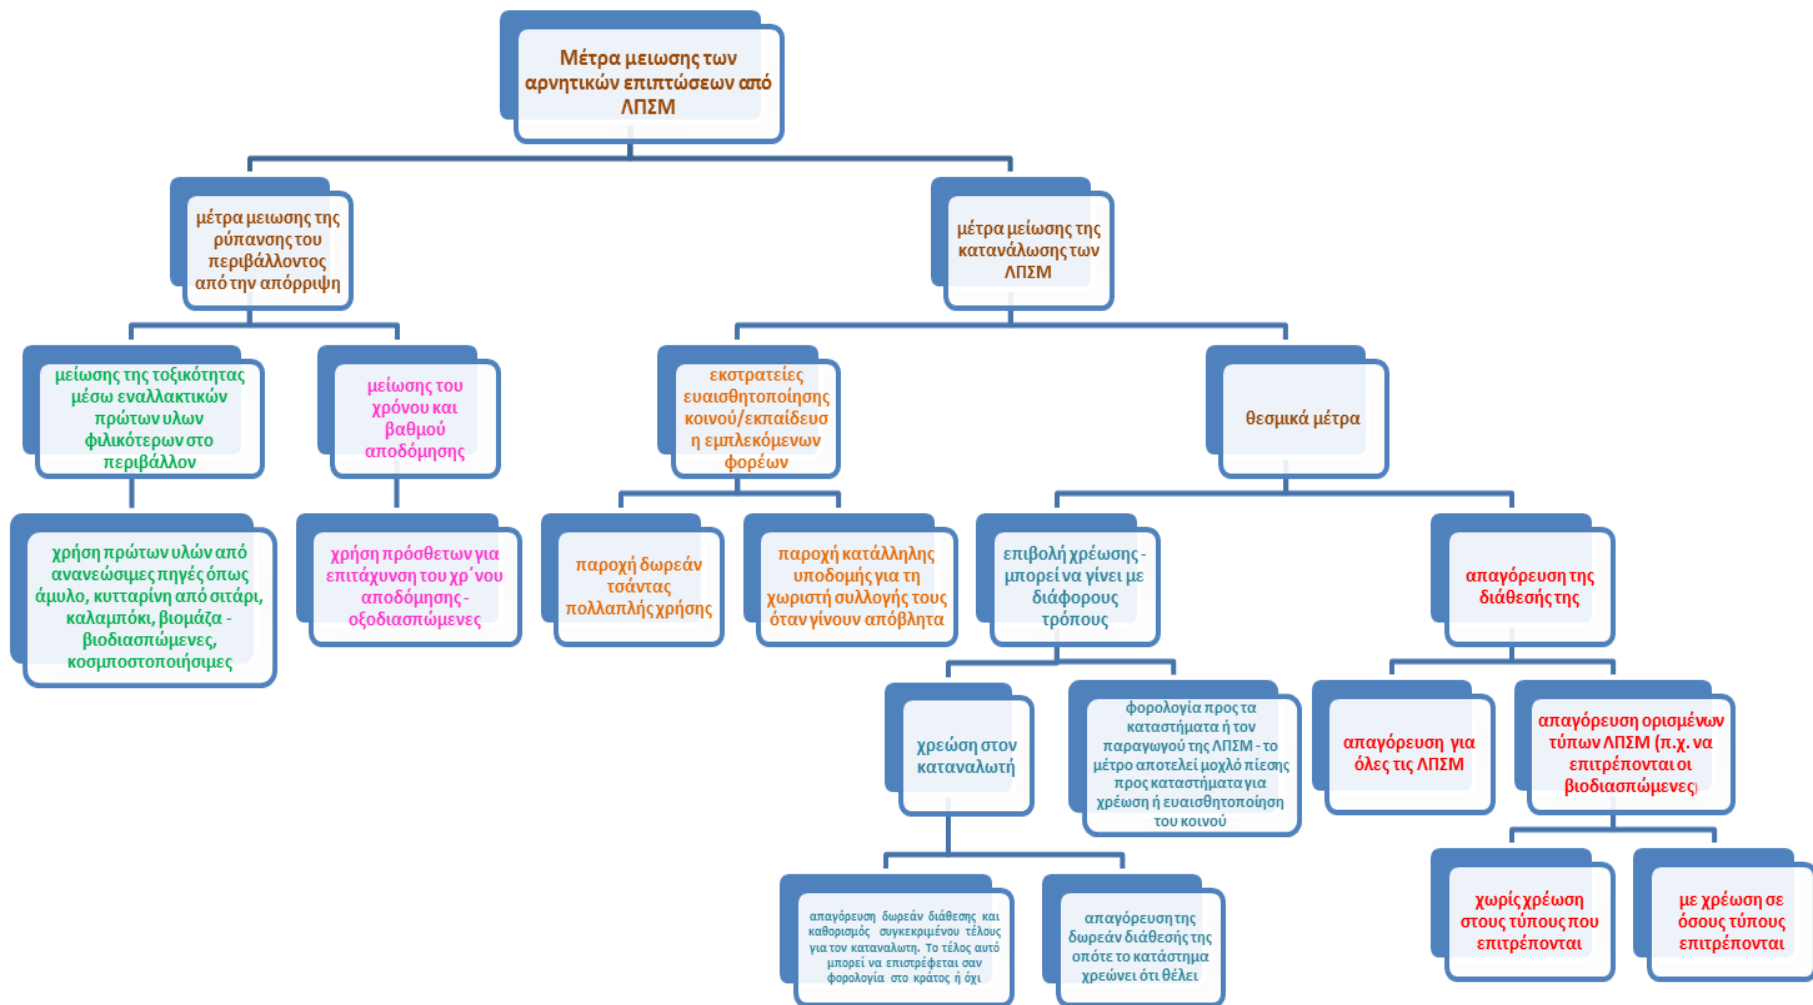 Μέτρα μειωσης των
αρνητικών επιπτώσεων από
ΛΠΣΜ
μέτρα μειωσης της
ρύπανσης του
περιβάλλοντος
από την απόρριψη
μέτρα μείωσης της
κατανάλωσης των
ΛΠΣΜ
μείωσης της τοξικότητας
μέσω εναλλακτικών
πρώτων υλων
φιλικότερων στο
περιβάλλον
μείωσης του
χρόνου και
βαθμού
αποδόμησης
εκστρατείες
ευαισθητοποίησης
κοινού/εκπαίδευσ
η εμπλεκόμενων
φορέων
θεσμικά μέτρα
χρήση πρώτων υλών από
ανανεώσιμες πηγές όπως
άμυλο, κυτταρίνη από σιτάρι,
καλαμπόκι, βιομάζα -
βιοδιασπώμενες,
κοσμποστοποιήσιμες
χρήση πρόσθετων για
επιτάχυνση του χρ΄νου
αποδόμησης -
οξοδιασπώμενες
παροχή δωρεάν
τσάντας
πολλαπλής χρήσης
παροχή κατάλληλης
υποδομής για τη
χωριστή συλλογής τους
όταν γίνουν απόβλητα
επιβολή χρέωσης -
μπορεί να γίνει με
διάφορους
τρόπους
απαγόρευση της
διάθεσής της
χρεώση στον
καταναλωτή
φορολογία προς τα
καταστήματα ή τον
παραγωγού της ΛΠΣΜ - το
μέτρο αποτελεί μοχλό πίεσης
προς καταστήματα για
χρέωση ή ευαισθητοποίηση
του κοινού
απαγόρευση για
όλες τις ΛΠΣΜ
απαγόρευση ορισμένων
τύπων ΛΠΣΜ (π.χ. να
επιτρέπονται οι
βιοδιασπώμενες)
απαγόρευση δωρεάν διάθεσης και
καθορισμός συγκεκριμένου τέλους
για τον καταναλωτη. Το τέλος αυτό
μπορεί να επιστρέφεται σαν
φορολογία στο κράτος ή όχι
απαγόρευση της
δωρεάν διάθεσής της
οπότε το κατάστημα
χρεώνει ότι θέλει
χωρίς χρέωση
στους τύπους που
επιτρέπονται
με χρέωση σε
όσους τύπους
επιτρέπονται